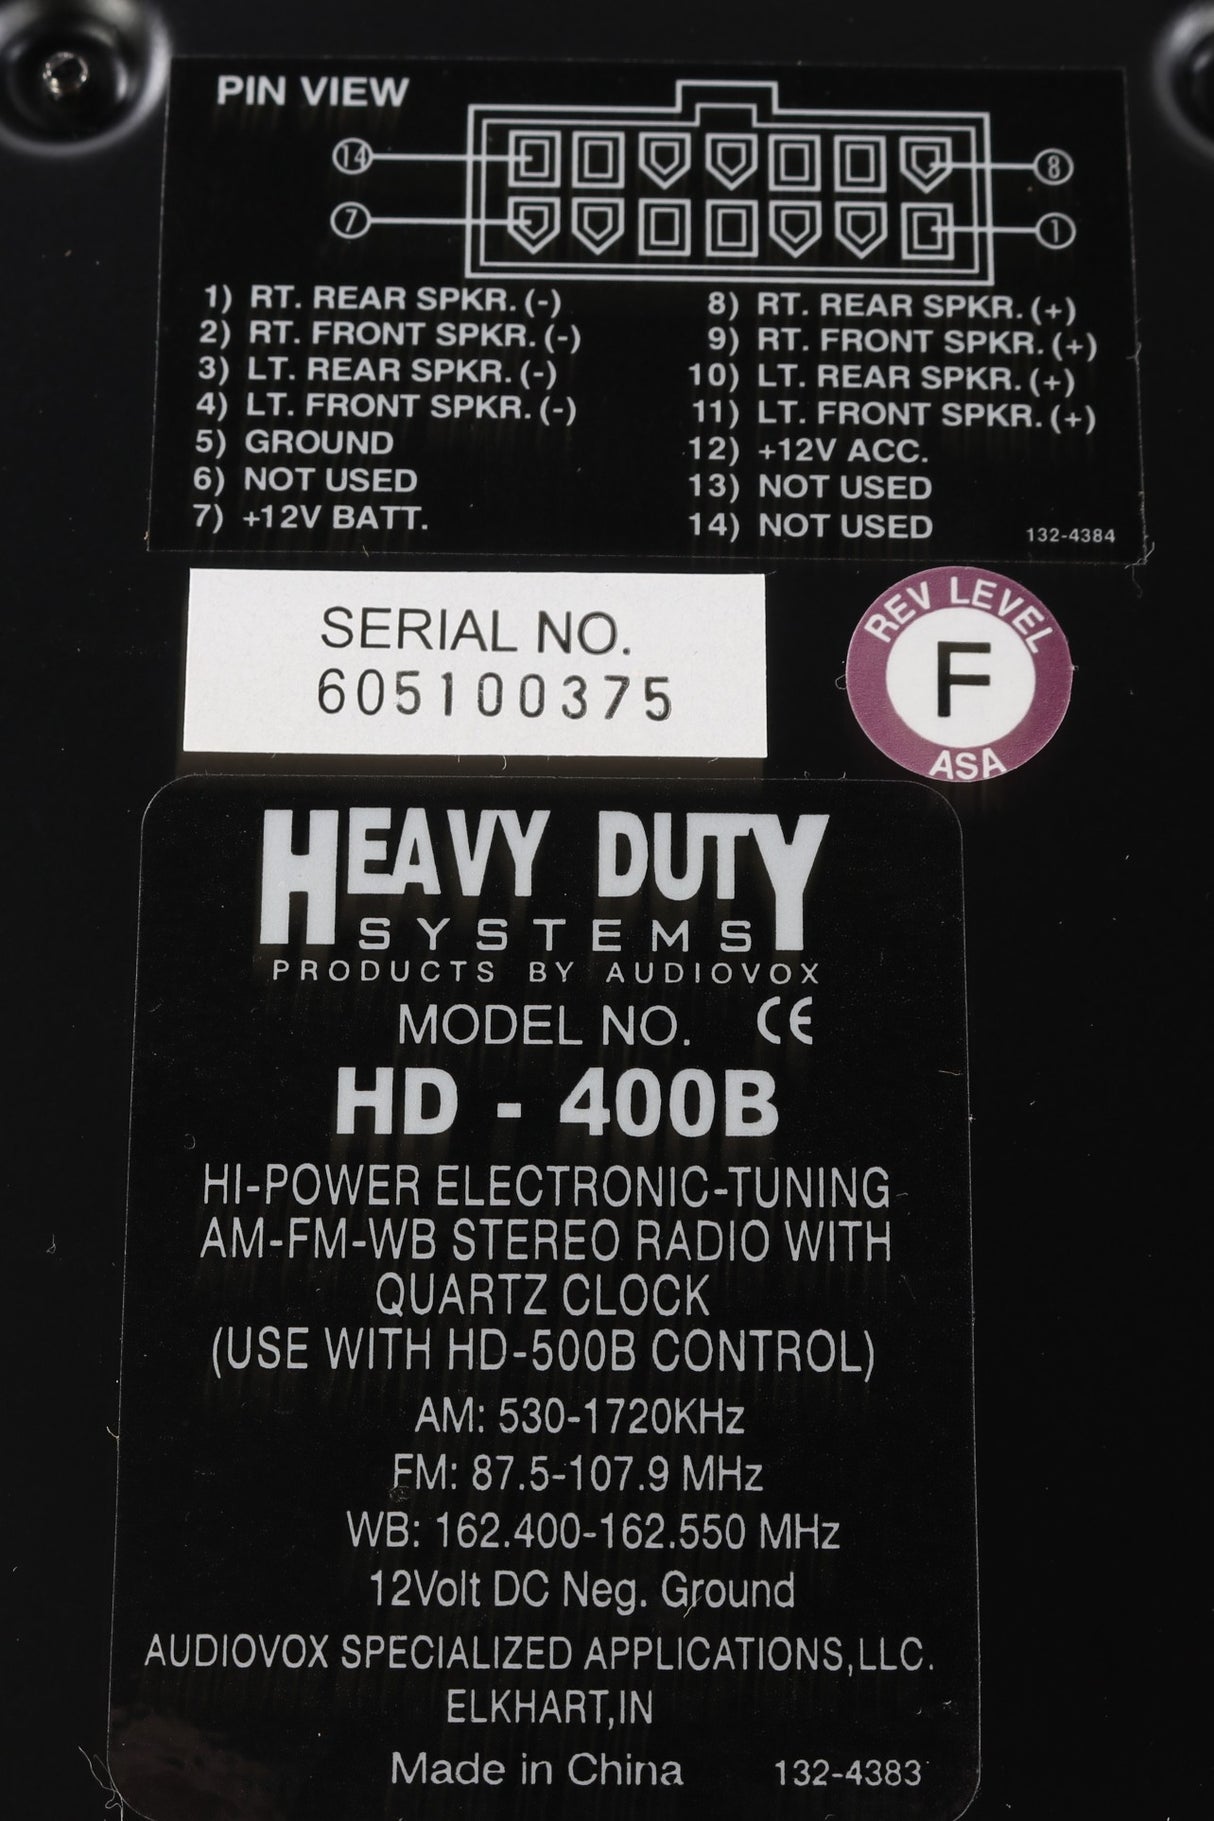 PIN VIEW
14
8
7
1
1) RT. REAR SPKR. (-)
2) RT. FRONT SPKR. (-)
3) LT. REAR SPKR. (-)
4) LT. FRONT SPKR. (-)
5) GROUND
6) NOT USED
7) +12V BATT.
8) RT. REAR SPKR. (+)
9) RT. FRONT SPKR. (+)
10) LT. REAR SPKR. (+)
11) LT. FRONT SPKR. (+)
12) +12V ACC.
13) NOT USED
14) NOT USED
132-4384
SERIAL NO.
605100375
REV LEVEL
F
ASA
HEAVY DUTY
SYSTEMS
PRODUCTS BY AUDIOVOX
MODEL NO. CE
HD - 400B
HI-POWER ELECTRONIC-TUNING
AM-FM-WB STEREO RADIO WITH
QUARTZ CLOCK
(USE WITH HD-500B CONTROL)
AM: 530-1720KHz
FM: 87.5-107.9 MHz
WB: 162.400-162.550 MHz
12Volt DC Neg. Ground
AUDIOVOX SPECIALIZED APPLICATIONS,LLC.
ELKHART,IN
Made in China 132-4383